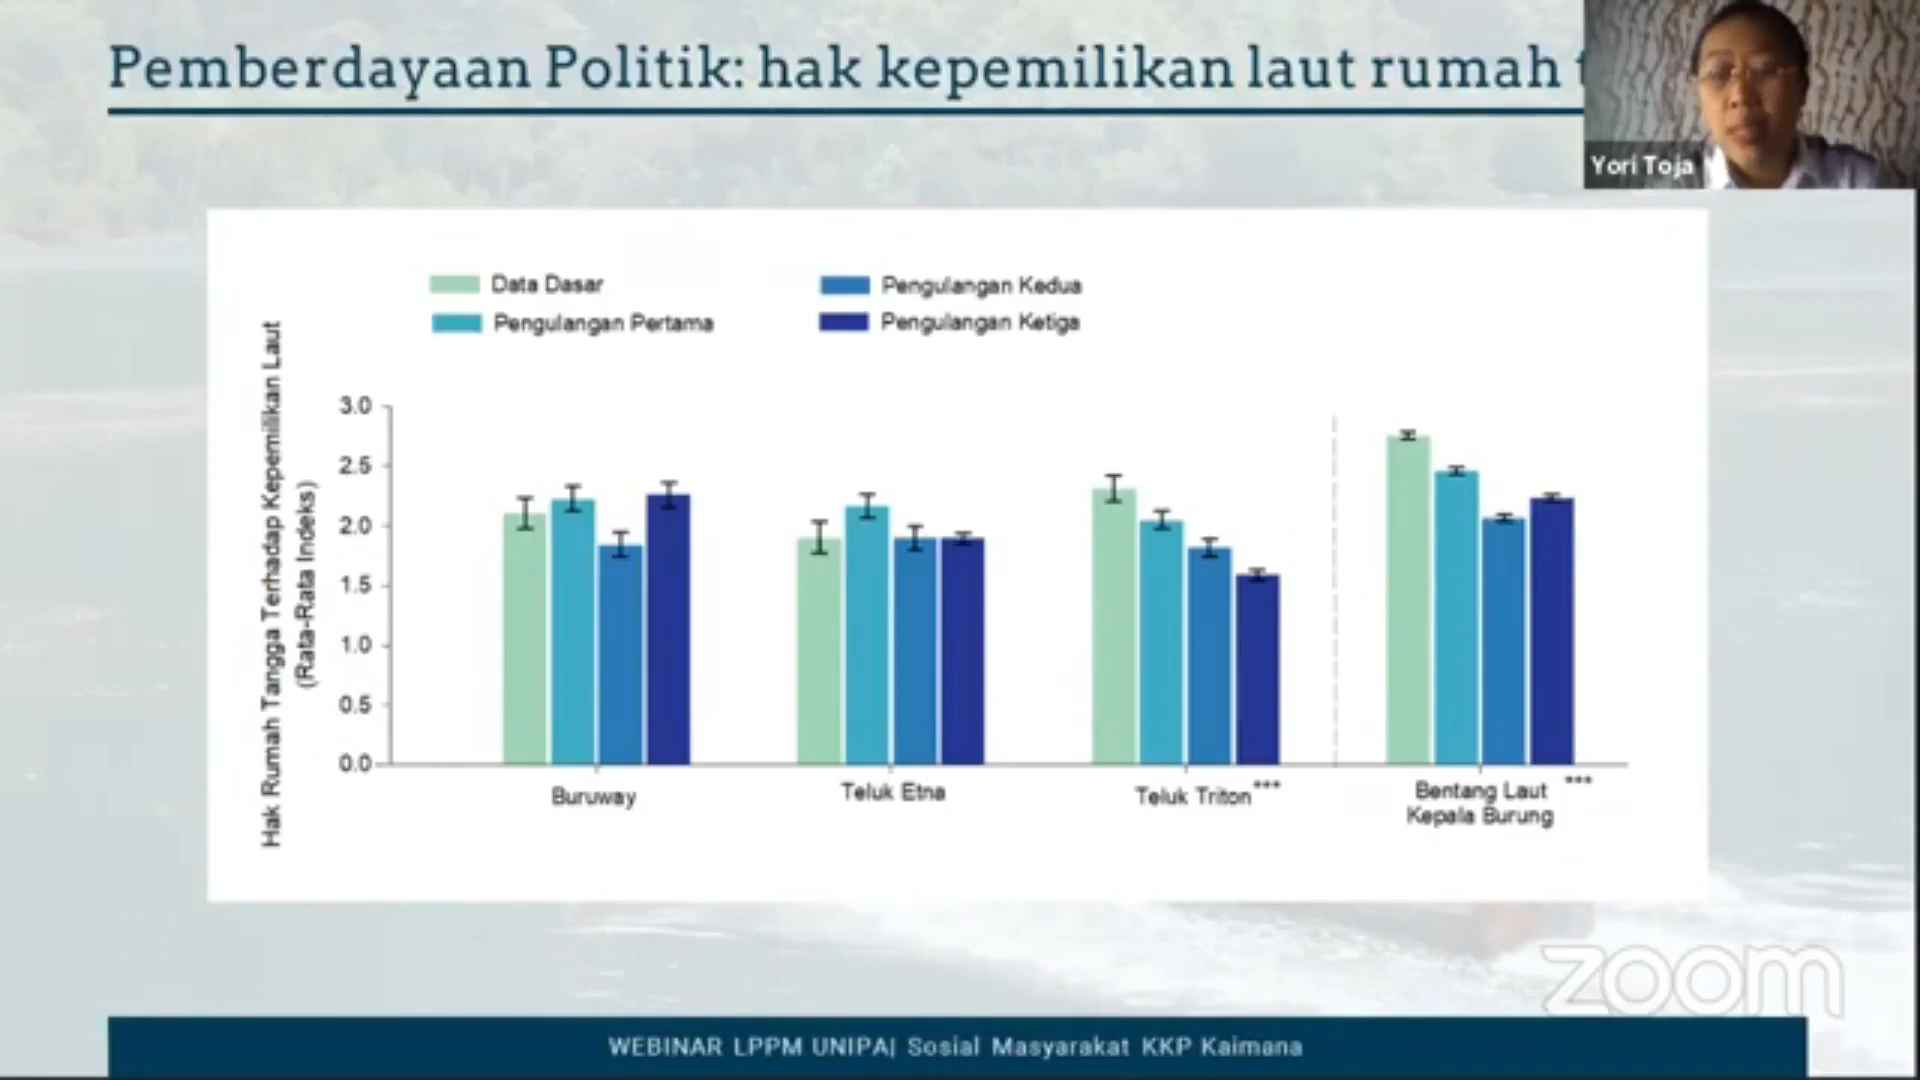 Pemberdayaan Politik: hak kepemilikan laut rumah
Yori Toja
Data Dasar
Pengulangan Pertama
Pengulangan Kedua
Pengulangan Ketiga
Hak Rumah Tangga Terhadap Kepemilikan Laut
(Rata-Rata Indeks)
3.0
2.5
2.0
1.5
1.0
0.5
0.0
Buruway
Teluk Etna
Teluk Triton***
Bentang Laut ***
Kepala Burung
zoom
WEBINAR LPPM UNIPA| Sosial Masyarakat KKP Kaimana